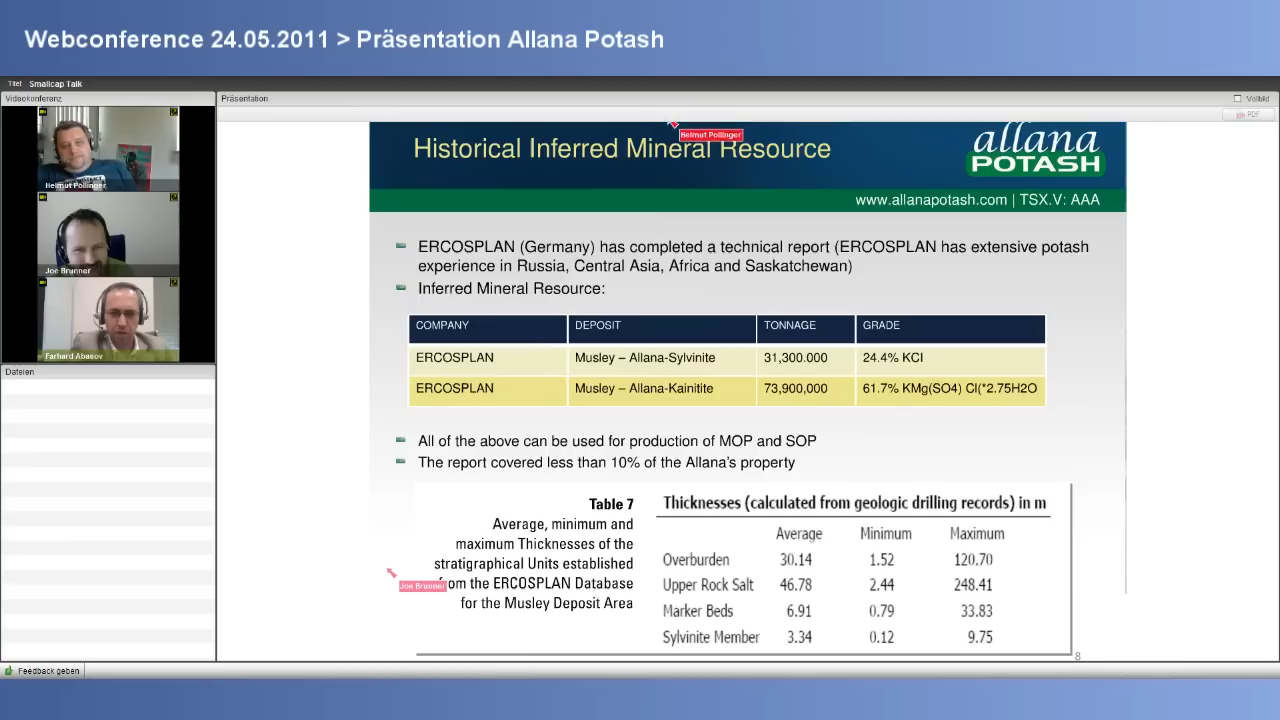 Webconference 24.05.2011 > Präsentation Allana Potash
Titel Smallcap Talk
Videokonferenz
Präsentation
Vollbild
PDF
Helmut Pollinger
Joe Brunner
Farhard Abasov
Dateien
Helmut Pollinger
Historical Inferred Mineral Resource
allana
POTASH
www.allanapotash.com | TSX.V: AAA
ERCOSPLAN (Germany) has completed a technical report (ERCOSPLAN has extensive potash
experience in Russia, Central Asia, Africa and Saskatchewan)
Inferred Mineral Resource:
COMPANY DEPOSIT TONNAGE GRADE
ERCOSPLAN Musley – Allana-Sylvinite 31,300.000 24.4% KCl
ERCOSPLAN Musley – Allana-Kainitite 73,900,000 61.7% KMg(SO4) Cl(*2.75H2O
All of the above can be used for production of MOP and SOP
The report covered less than 10% of the Allana's property
Table 7
Average, minimum and
maximum Thicknesses of the
stratigraphical Units established
from the ERCOSPLAN Database
for the Musley Deposit Area
Joe Brunner
Thicknesses (calculated from geologic drilling records) in m
Average Minimum Maximum
Overburden 30.14 1.52 120.70
Upper Rock Salt 46.78 2.44 248.41
Marker Beds 6.91 0.79 33.83
Sylvinite Member 3.34 0.12 9.75
8
Feedback geben